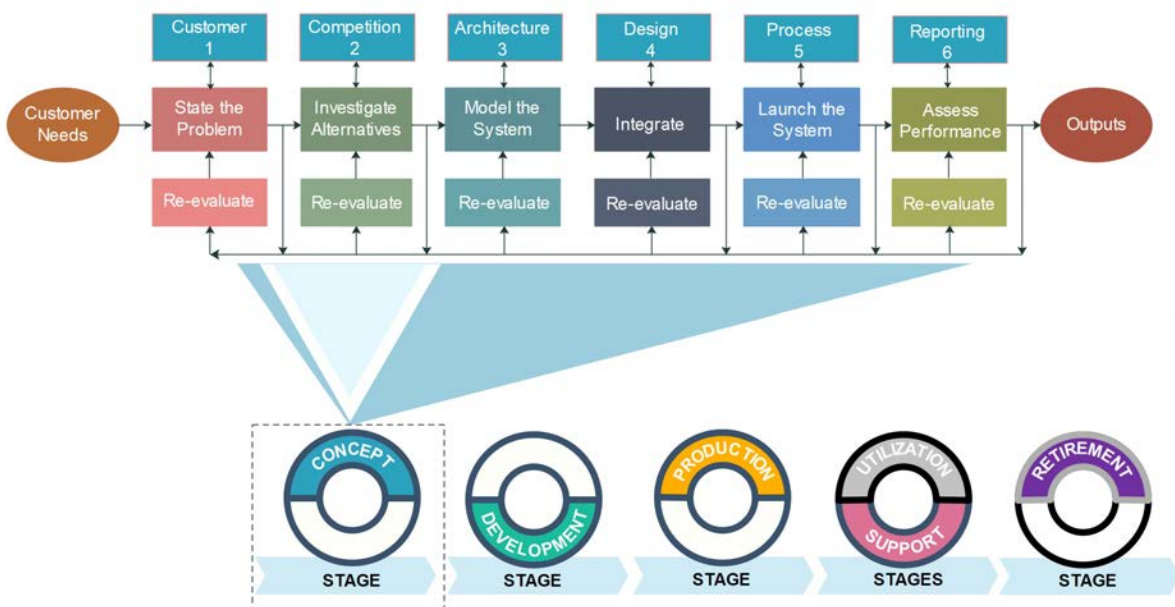 Customer
1
Competition
2
Architecture
3
Design
4
Process
5
Reporting
6
Customer
Needs
State the
Problem
Investigate
Alternatives
Model the
System
Integrate
Launch the
System
Assess
Performance
Outputs
Re-evaluate
Re-evaluate
Re-evaluate
Re-evaluate
Re-evaluate
Re-evaluate
CONCEPT
STAGE
DEVELOPMENT
STAGE
PRODUCTION
STAGE
UTILIZATION
SUPPORT
STAGES
RETIREMENT
STAGE